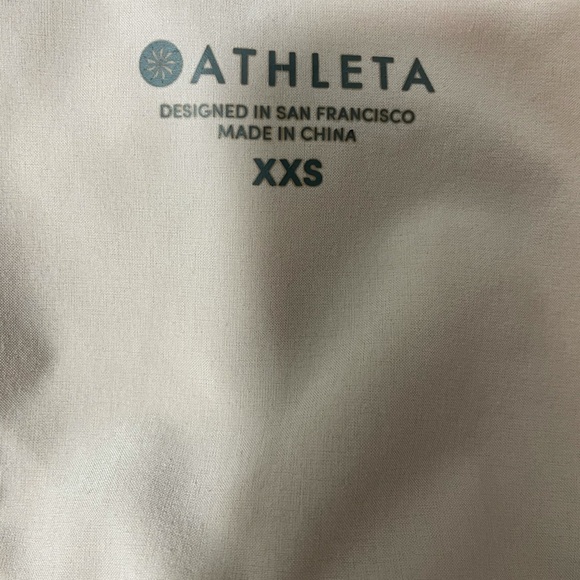 ATHLETA
DESIGNED IN SAN FRANCISCO
MADE IN CHINA
XXS